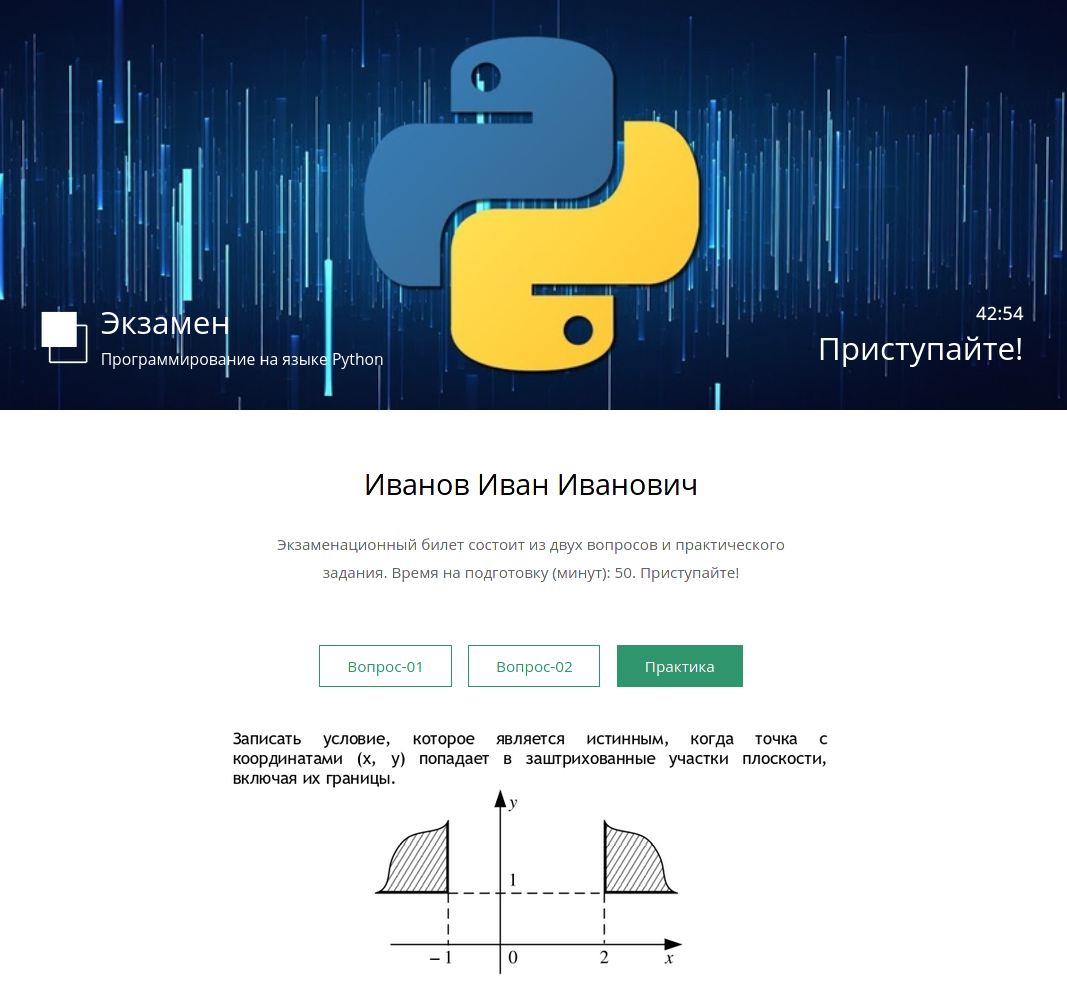 Экзамен
Программирование на языке Python
42:54
Приступайте!
Иванов Иван Иванович
Экзаменационный билет состоит из двух вопросов и практического
задания. Время на подготовку (минут): 50. Приступайте!
Вопрос-01
Вопрос-02
Практика
Записать условие, которое является истинным, когда точка с
координатами (x, y) попадает в заштрихованные участки плоскости,
включая их границы.
y
1
−1
0
2
x